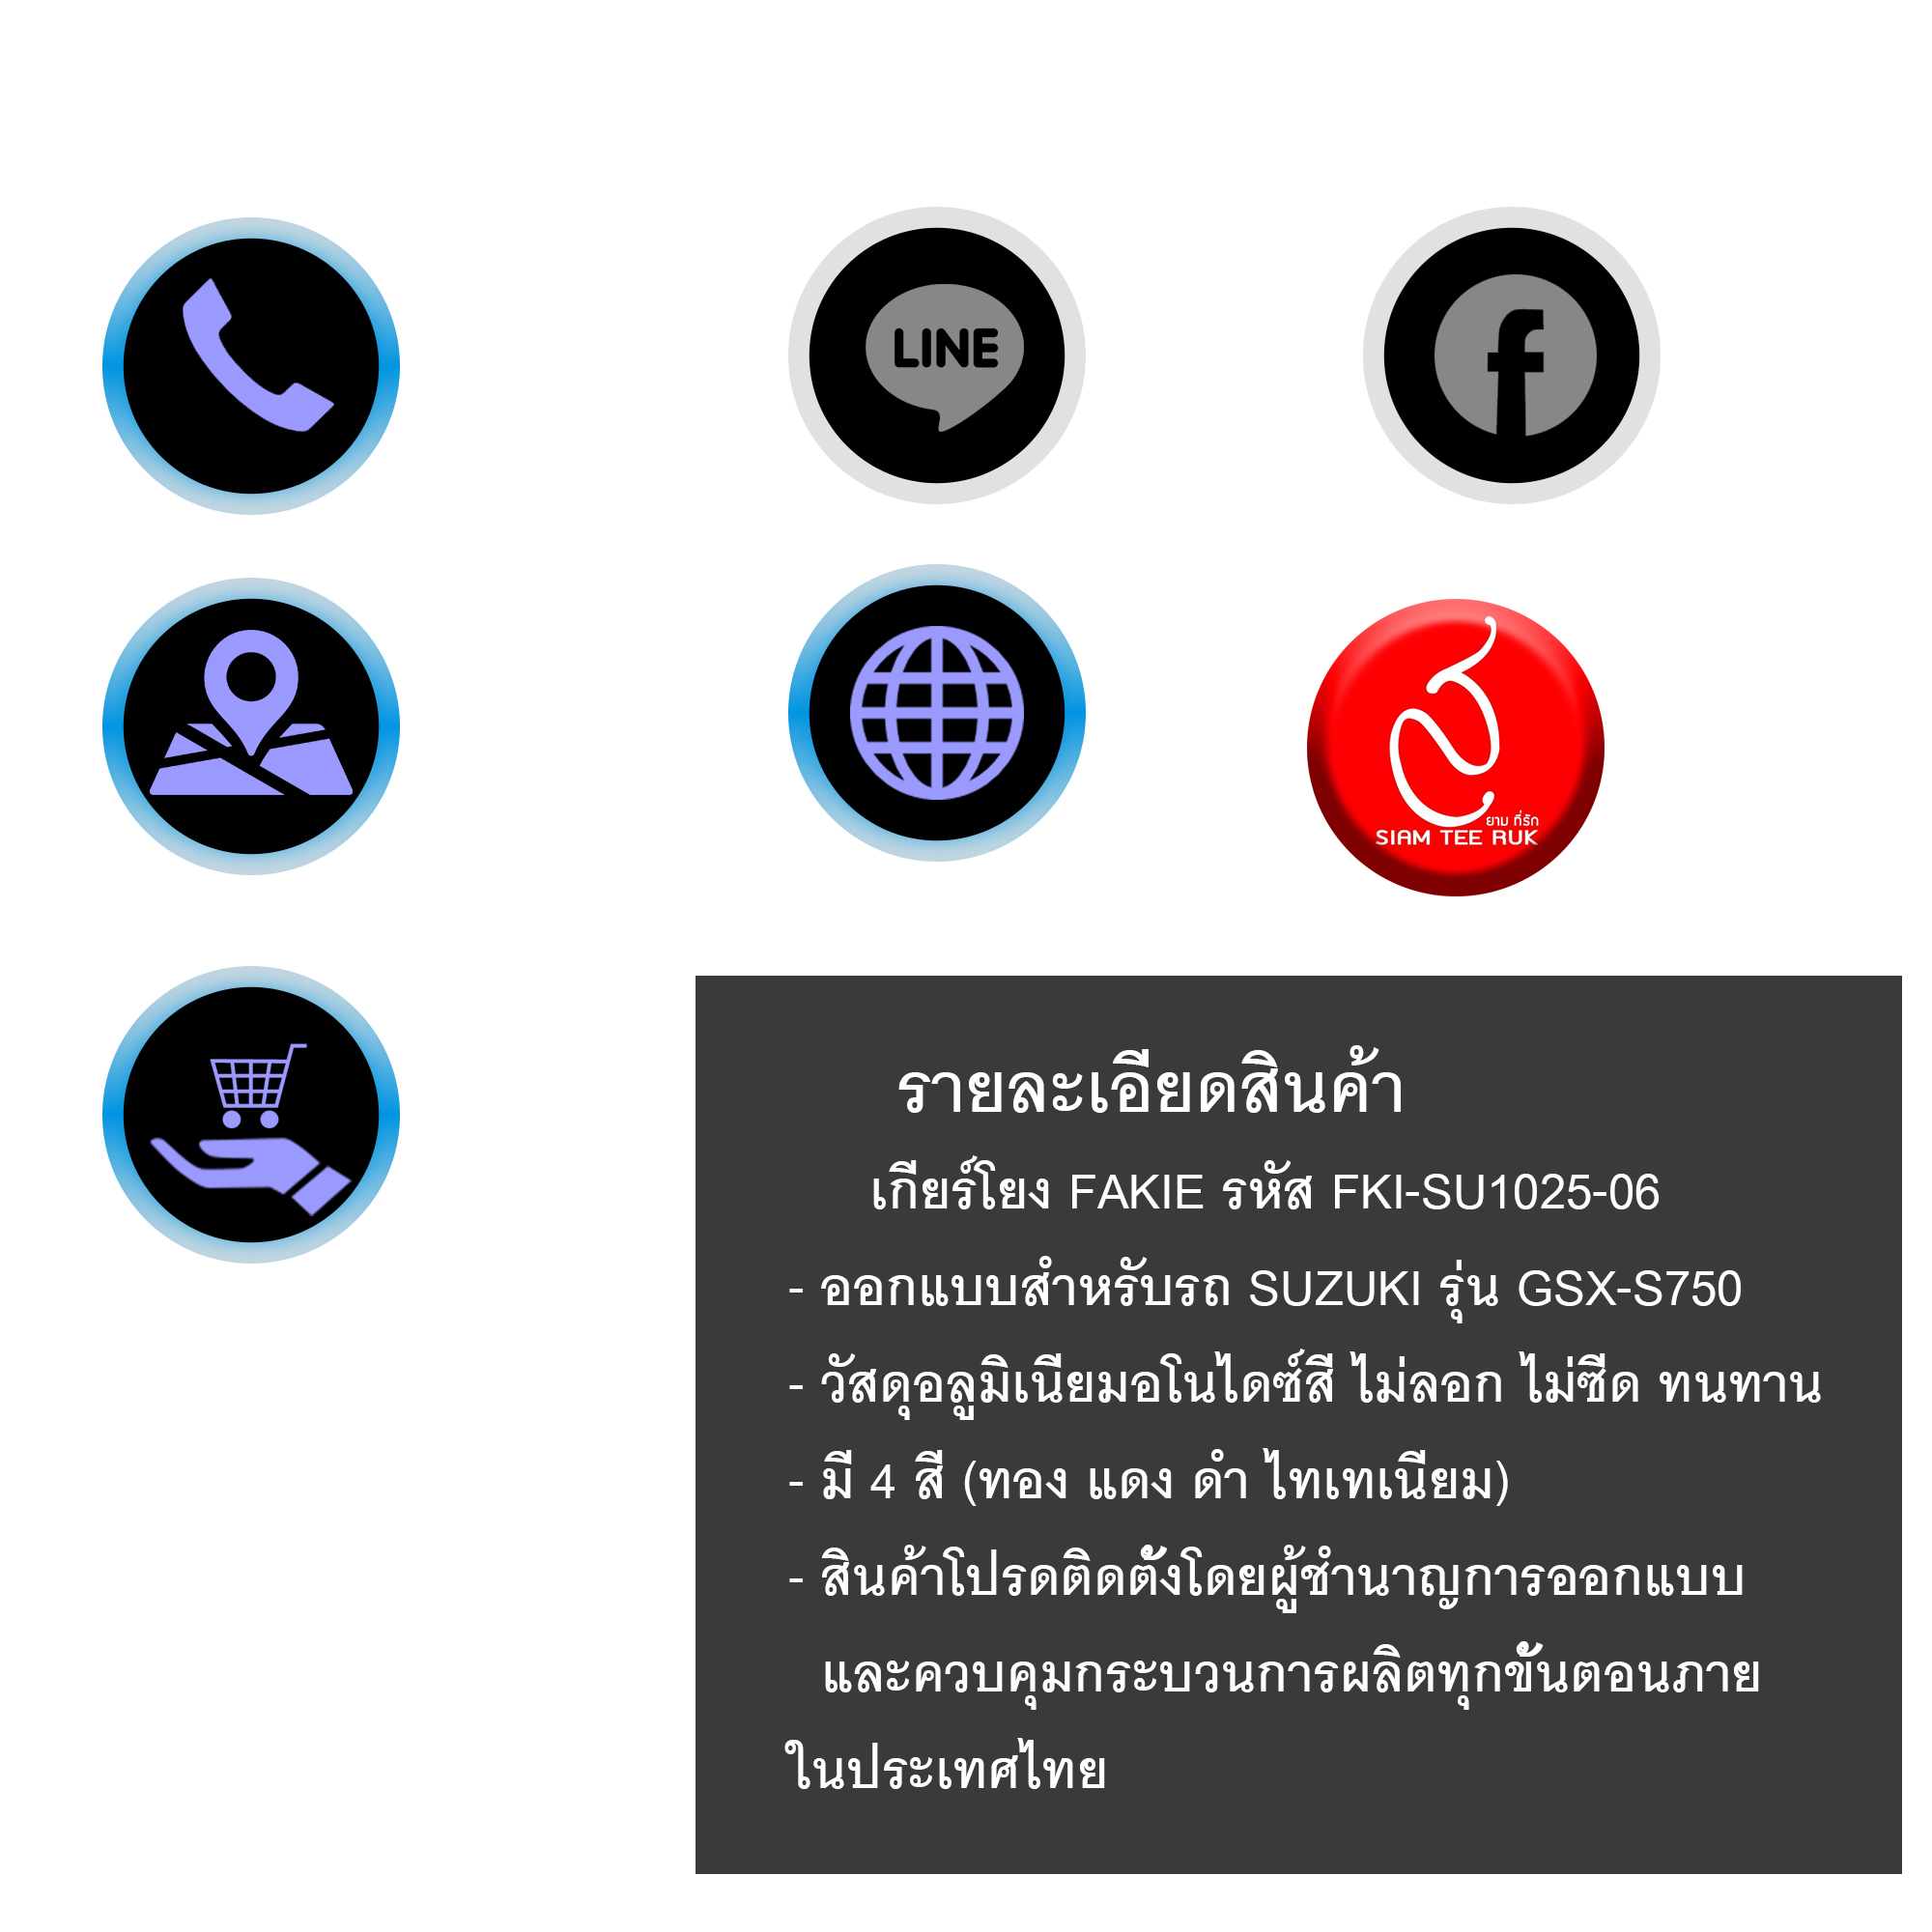 LINE
f
ยาม ที่รัก
SIAM TEE RUK
รายละเอียดสินค้า
เกียร์โยง FAKIE รหัส FKI-SU1025-06
- ออกแบบสำหรับรถ SUZUKI รุ่น GSX-S750
- วัสดุอลูมิเนียมอโนไดซ์สี ไม่ลอก ไม่ซีด ทนทาน
- มี 4 สี (ทอง แดง ดำ ไทเทเนียม)
- สินค้าโปรดติดตั้งโดยผู้ชำนาญการออกแบบ
และควบคุมกระบวนการผลิตทุกขั้นตอนภาย
ในประเทศไทย